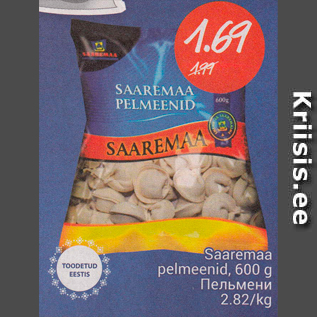 1.69
1.99
SAAREMAA
SAAREMAA
PELMEENID
600g
SAAREMAA
TOODETUD
EESTIS
Saaremaa
pelmeenid, 600 g
Пельмени
2.82/kg
Kriisis.ee